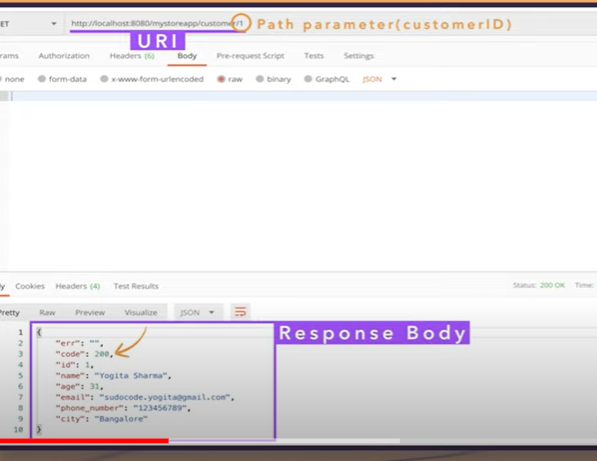 ET http://localhost:8080/mystoreapp/customer/1 Path parameter(customerID)
URI
rams Authorization Headers (6) Body Pre-request Script Tests Settings
none form-data x-www-form-urlencoded raw binary GraphQL JSON
y Cookies Headers (4) Test Results Status: 200 OK Time:
Pretty Raw Preview Visualize JSON
Response Body
1 {
2 "err": "",
3 "code": 200,
4 "id": 1,
5 "name": "Yogita Sharma",
6 "age": 31,
7 "email": "sudocode.yogita@gmail.com",
8 "phone_number": "123456789",
9 "city": "Bangalore"
10 }